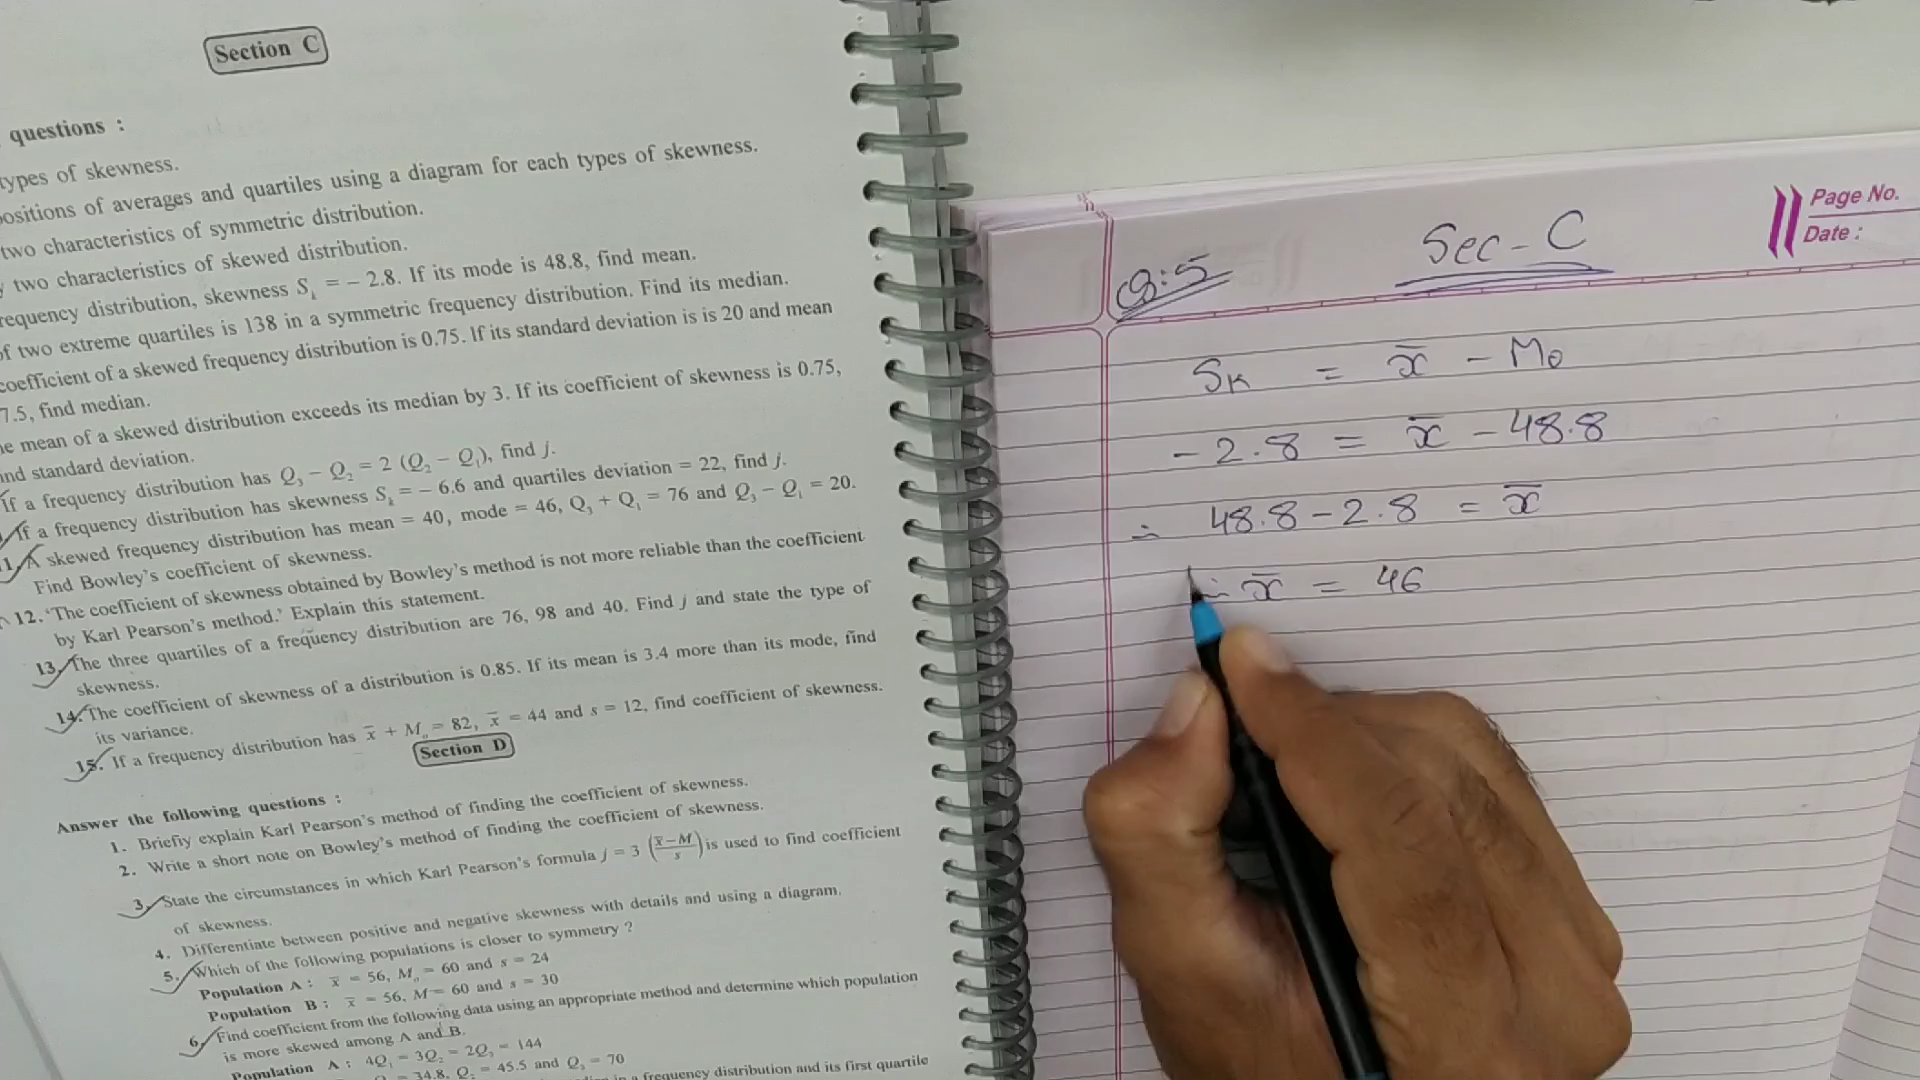 Section C
questions :
types of skewness.
positions of averages and quartiles using a diagram for each types of skewness.
two characteristics of symmetric distribution.
two characteristics of skewed distribution.
frequency distribution, skewness Sₖ = − 2.8. If its mode is 48.8, find mean.
of two extreme quartiles is 138 in a symmetric frequency distribution. Find its median.
coefficient of a skewed frequency distribution is 0.75. If its standard deviation is is 20 and mean
7.5, find median.
mean of a skewed distribution exceeds its median by 3. If its coefficient of skewness is 0.75,
standard deviation.
If a frequency distribution has Q₃ − Q₂ = 2 (Q₂ − Q₁), find j.
If a frequency distribution has skewness Sₖ = − 6.6 and quartiles deviation = 22, find j.
A skewed frequency distribution has mean = 40, mode = 46, Q₃ + Q₁ = 76 and Q₃ − Q₁ = 20.
Find Bowley's coefficient of skewness.
12. 'The coefficient of skewness obtained by Bowley's method is not more reliable than the coefficient
by Karl Pearson's method.' Explain this statement.
13. The three quartiles of a frequency distribution are 76, 98 and 40. Find j and state the type of
skewness.
14. The coefficient of skewness of a distribution is 0.85. If its mean is 3.4 more than its mode, find
its variance.
15. If a frequency distribution has x̄ + Mₒ = 82, x̄ = 44 and s = 12, find coefficient of skewness.
Section D
Answer the following questions :
1. Briefiy explain Karl Pearson's method of finding the coefficient of skewness.
2. Write a short note on Bowley's method of finding the coefficient of skewness.
3. State the circumstances in which Karl Pearson's formula j = 3 (x̄−M/s) is used to find coefficient
of skewness.
4. Differentiate between positive and negative skewness with details and using a diagram.
5. Which of the following populations is closer to symmetry ?
Population A : x̄ = 56, Mₒ = 60 and s = 24
Population B : x̄ = 56, M = 60 and s = 30
6. Find coefficient from the following data using an appropriate method and determine which population
is more skewed among A and B.
Population A : 4Q₁ = 3Q₂ = 2Q₃ = 144
= 34.8, Q₂ = 45.5 and Q₃ = 70
in a frequency distribution and its first quartile
Page No.
Date :
Sec - C
Q:5
Sₖ = x̄ − Mₒ
− 2.8 = x̄ − 48.8
∴ 48.8 − 2.8 = x̄
∴ x̄ = 46